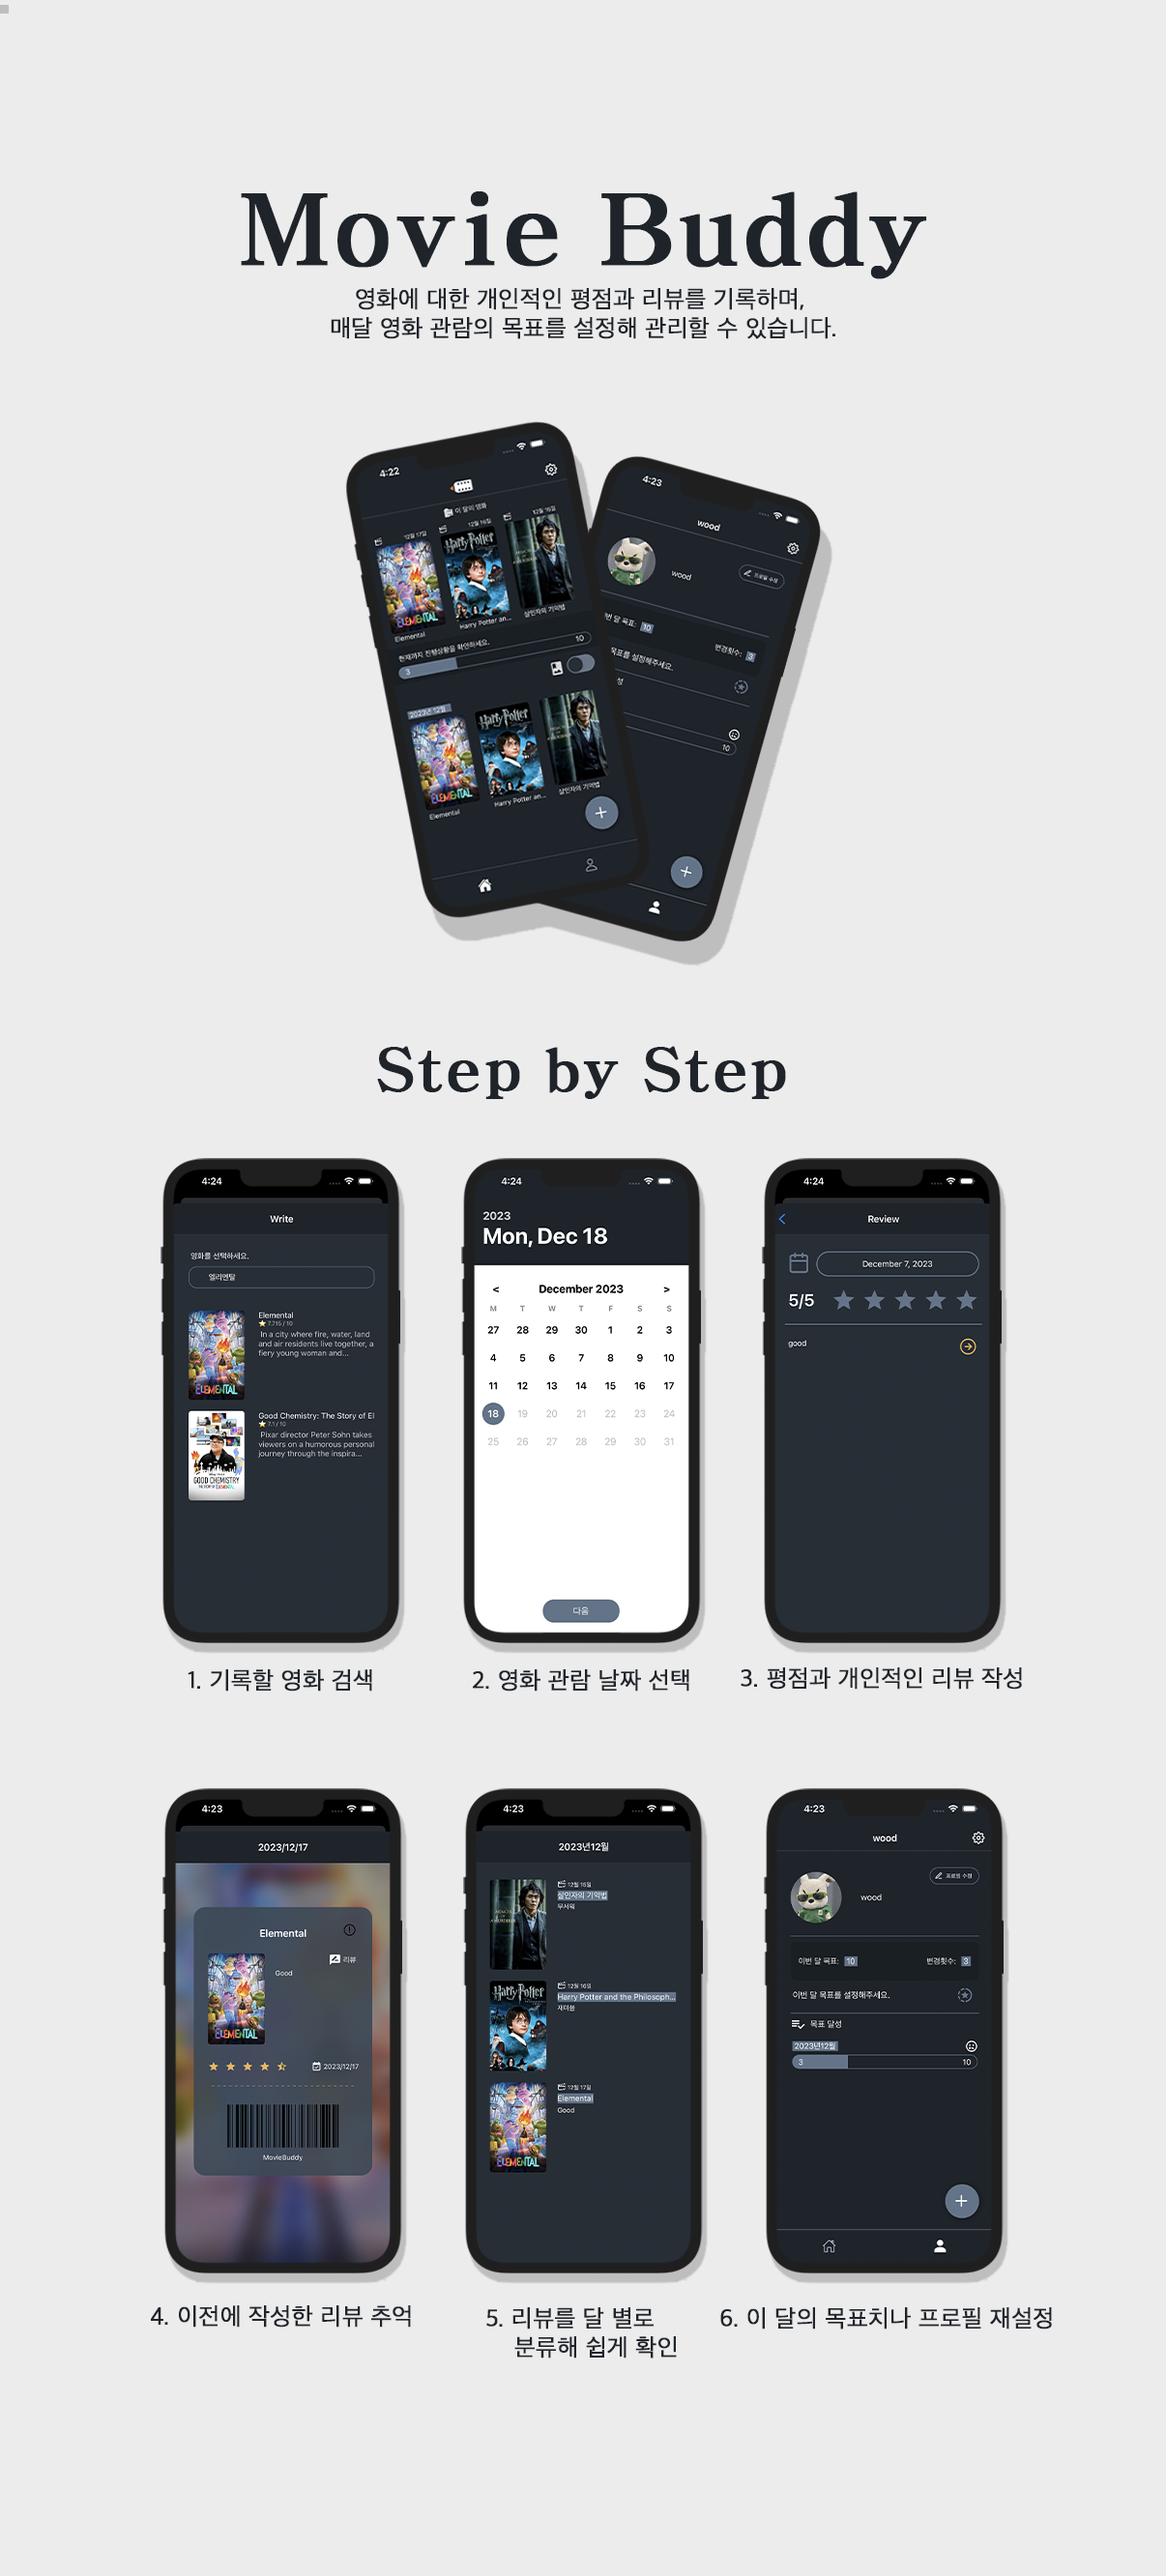 Movie Buddy
영화에 대한 개인적인 평점과 리뷰를 기록하며,
매달 영화 관람의 목표를 설정해 관리할 수 있습니다.
4:22
이 달의 영화
12월 17일
12월 16일
12월 16일
Harry Potter
ELEMENTAL
Elemental
Harry Potter an...
살인자의 기억법
현재까지 진행상황을 확인하세요.
10
3
2023년 12월
Harry Potter
ELEMENTAL
Elemental
Harry Potter an...
살인자의 기억법
4:23
wood
wood
프로필 수정
번 달 목표: 10
변경횟수: 3
목표를 설정해주세요.
성
10
Step by Step
4:24
Write
영화를 선택하세요.
엘리멘탈
ELEMENTAL
Elemental
7.715 / 10
In a city where fire, water, land
and air residents live together, a
fiery young woman and...
GOOD CHEMISTRY
Good Chemistry: The Story of El
7.1 / 10
Pixar director Peter Sohn takes
viewers on a humorous personal
journey through the inspira...
1. 기록할 영화 검색
4:24
2023
Mon, Dec 18
< December 2023 >
M T W T F S S
27 28 29 30 1 2 3
4 5 6 7 8 9 10
11 12 13 14 15 16 17
18 19 20 21 22 23 24
25 26 27 28 29 30 31
다음
2. 영화 관람 날짜 선택
4:24
Review
December 7, 2023
5/5
good
3. 평점과 개인적인 리뷰 작성
4:23
2023/12/17
Elemental
리뷰
Good
ELEMENTAL
2023/12/17
MovieBuddy
4. 이전에 작성한 리뷰 추억
4:23
2023년12월
12월 16일
살인자의 기억법
무서워
Harry Potter
12월 16일
Harry Potter and the Philosoph...
재미씀
12월 17일
Elemental
Good
ELEMENTAL
5. 리뷰를 달 별로
분류해 쉽게 확인
4:23
wood
프로필 수정
wood
이번 달 목표: 10
변경횟수: 3
이번 달 목표를 설정해주세요.
목표 달성
2023년12월
3
10
6. 이 달의 목표치나 프로필 재설정